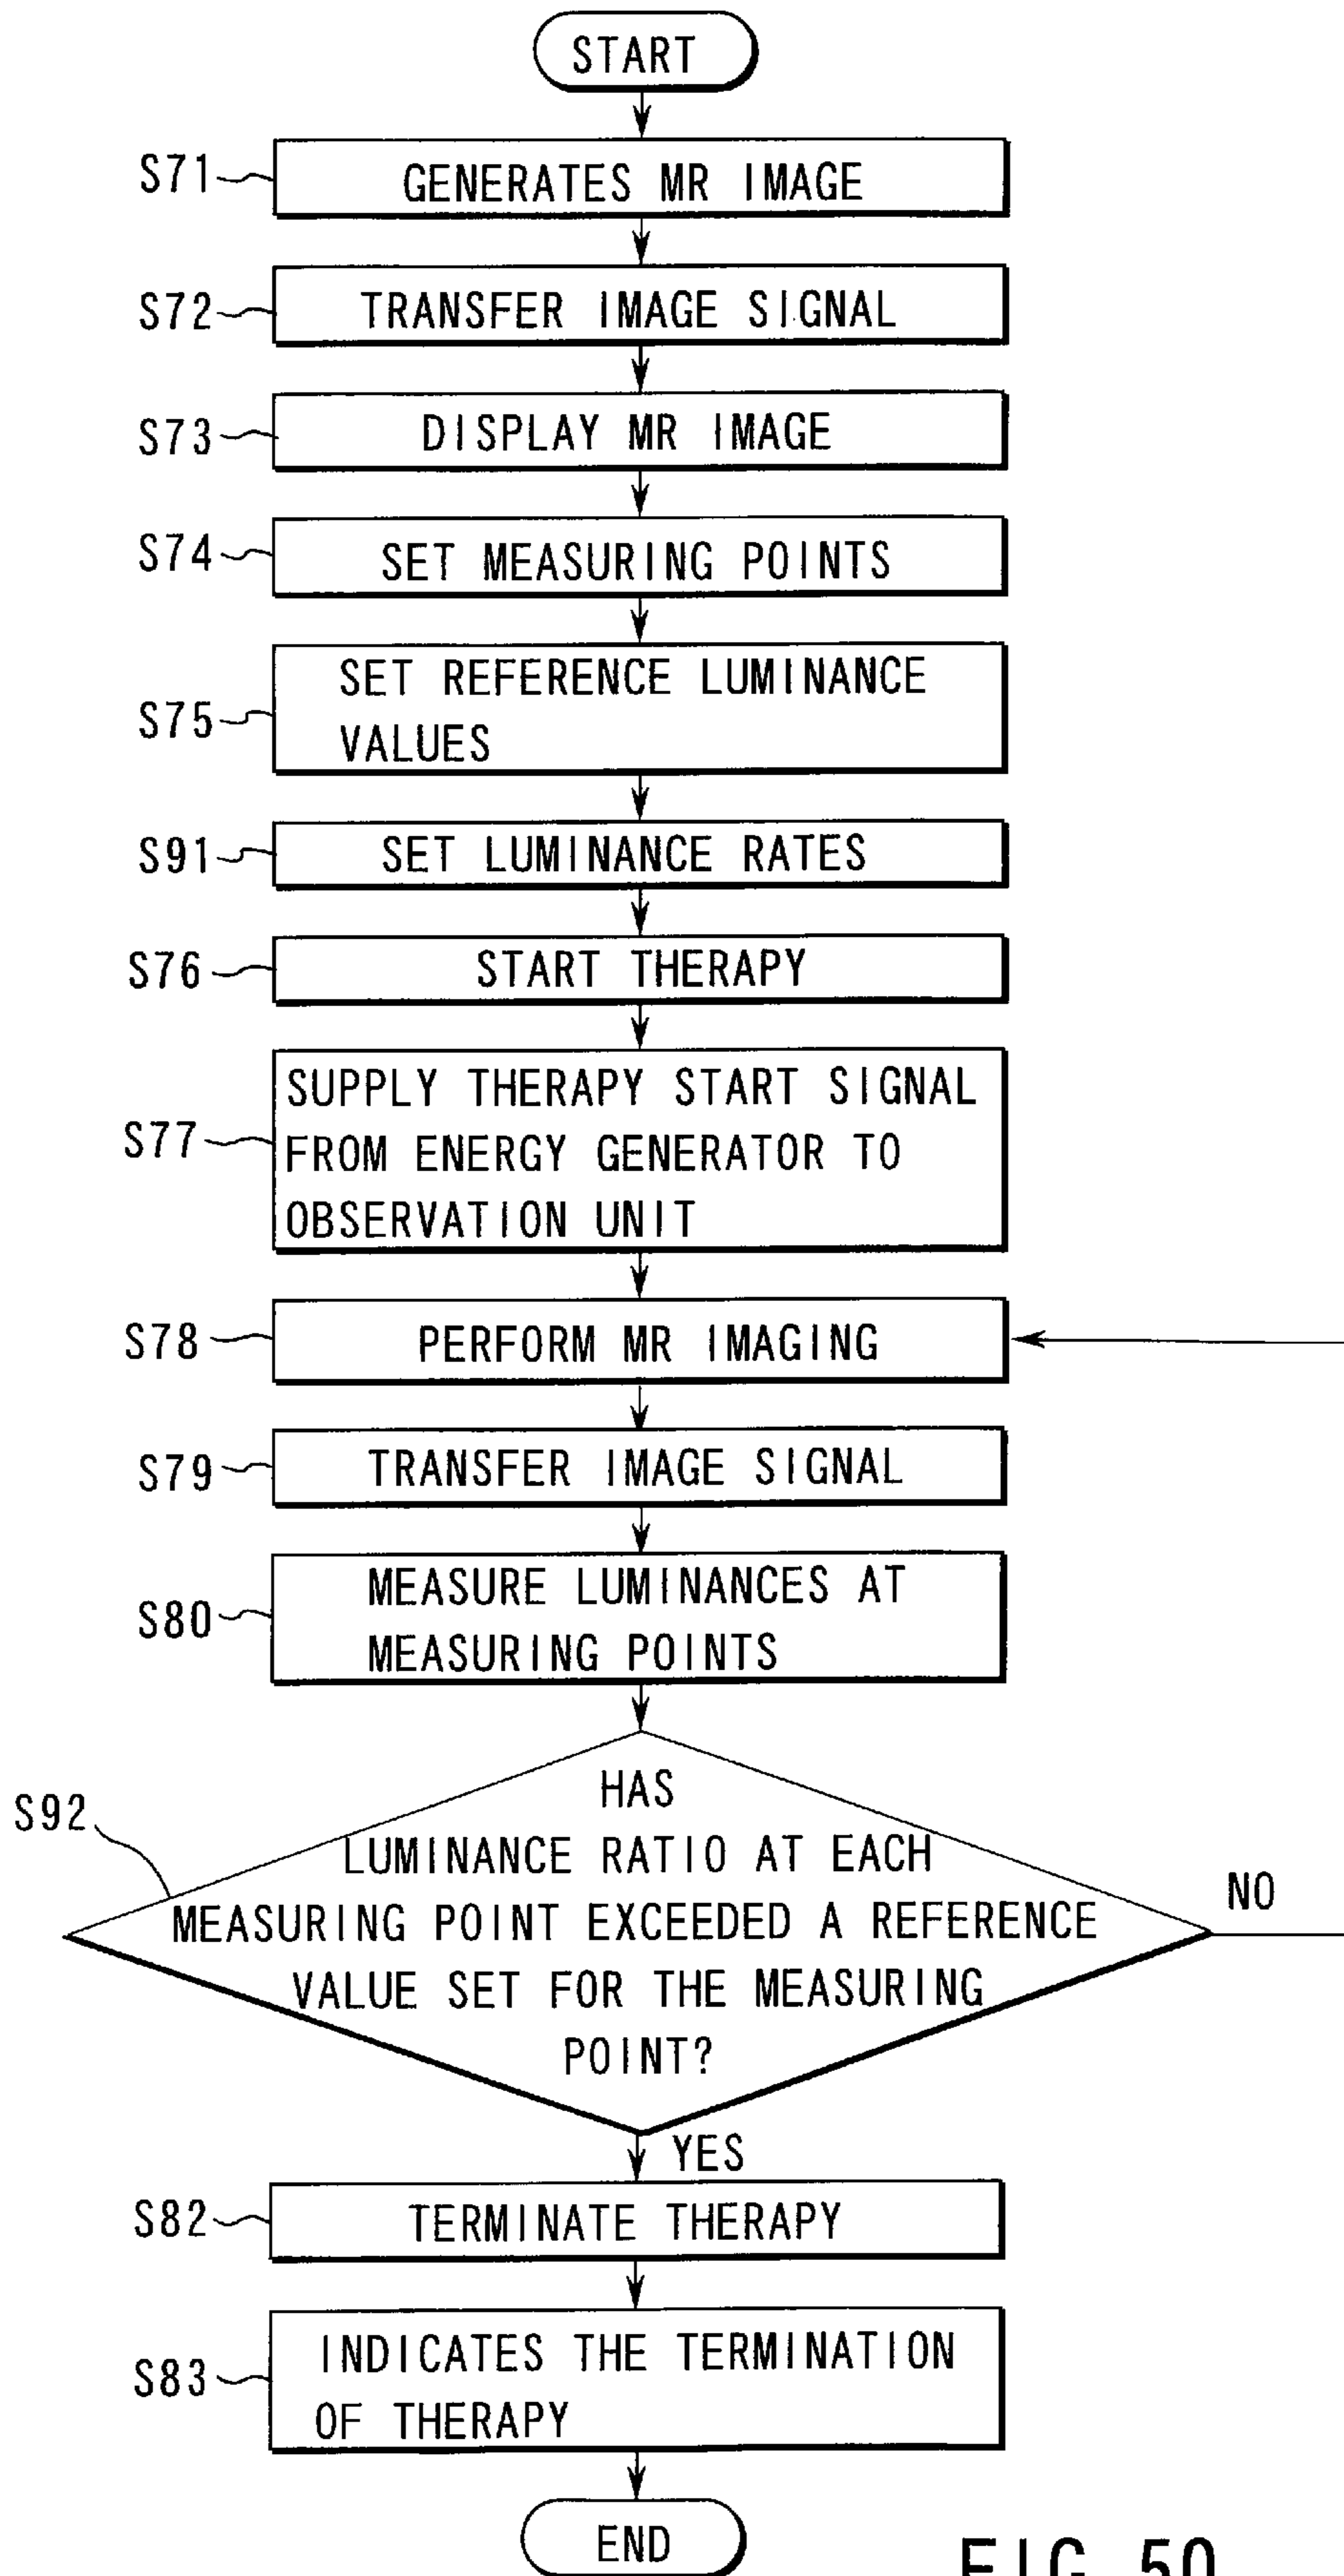 START
S71
GENERATES MR IMAGE
S72
TRANSFER IMAGE SIGNAL
S73
DISPLAY MR IMAGE
S74
SET MEASURING POINTS
S75
SET REFERENCE LUMINANCE
VALUES
S91
SET LUMINANCE RATES
S76
START THERAPY
S77
SUPPLY THERAPY START SIGNAL
FROM ENERGY GENERATOR TO
OBSERVATION UNIT
S78
PERFORM MR IMAGING
S79
TRANSFER IMAGE SIGNAL
S80
MEASURE LUMINANCES AT
MEASURING POINTS
S92
HAS
LUMINANCE RATIO AT EACH
MEASURING POINT EXCEEDED A REFERENCE
VALUE SET FOR THE MEASURING
POINT?
NO
YES
S82
TERMINATE THERAPY
S83
INDICATES THE TERMINATION
OF THERAPY
END
FIG.50